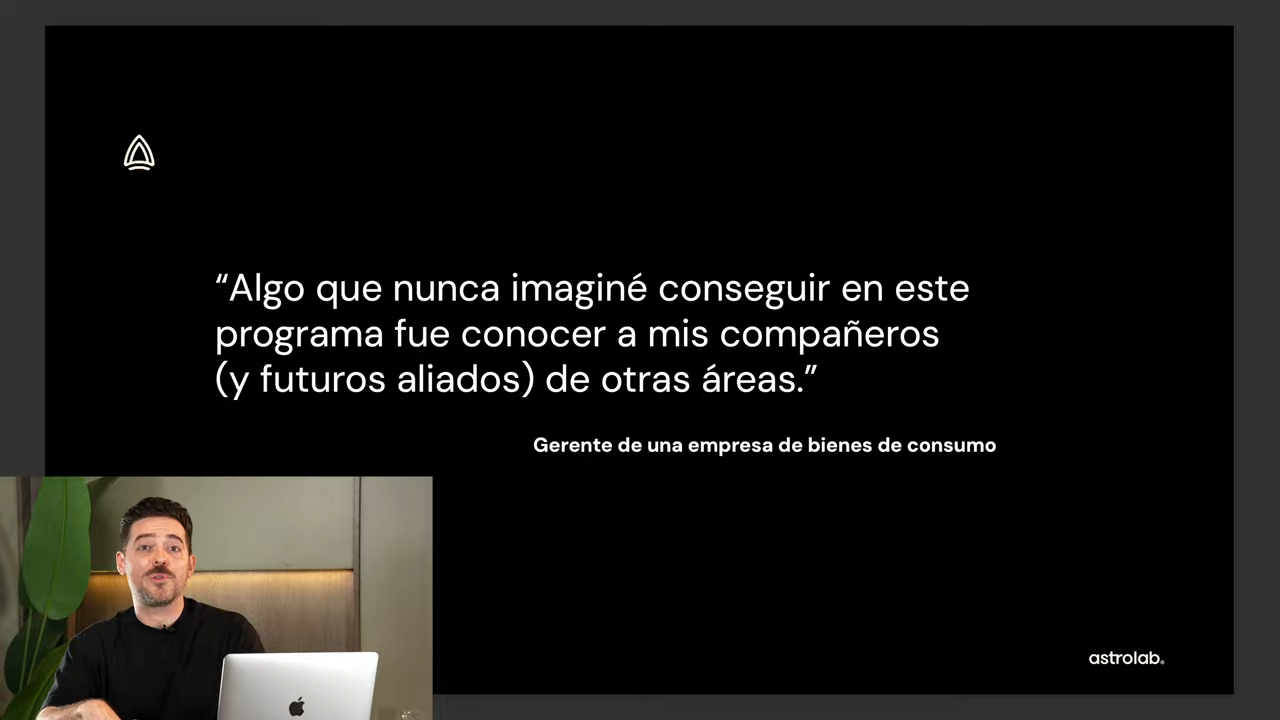 “Algo que nunca imaginé conseguir en este
programa fue conocer a mis compañeros
(y futuros aliados) de otras áreas.”
Gerente de una empresa de bienes de consumo
astrolab.